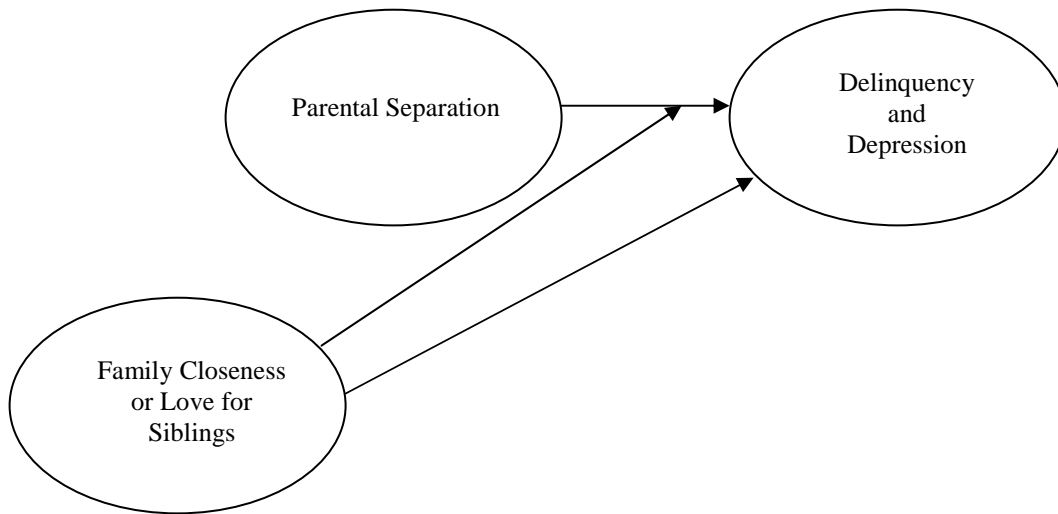 Parental Separation
Delinquency
and
Depression
Family Closeness
or Love for
Siblings